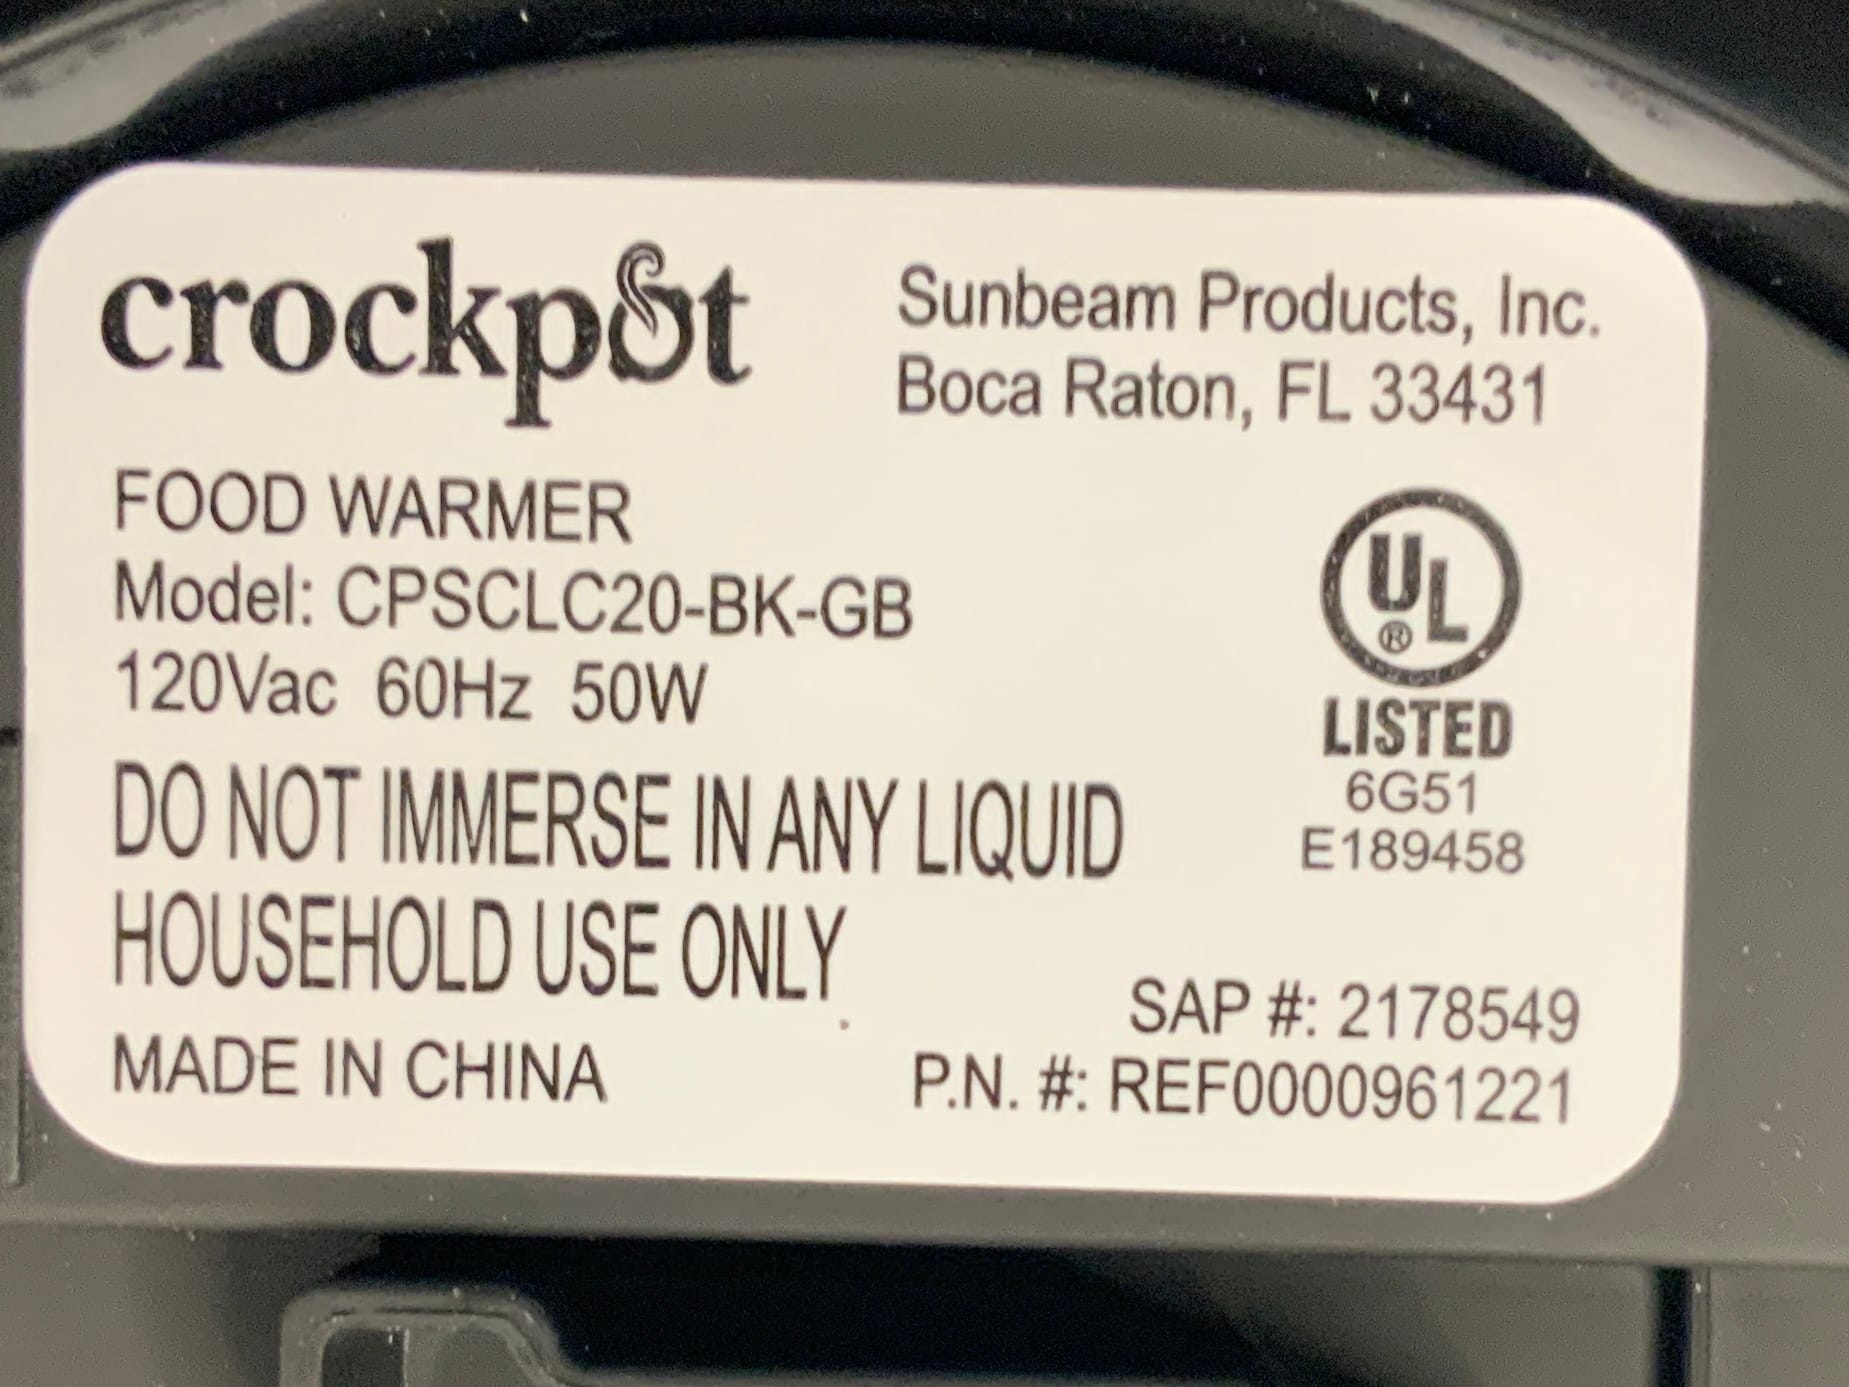 crockpot
Sunbeam Products, Inc.
Boca Raton, FL 33431
FOOD WARMER
Model: CPSCLC20-BK-GB
120Vac 60Hz 50W
DO NOT IMMERSE IN ANY LIQUID
HOUSEHOLD USE ONLY
MADE IN CHINA
UL
®
LISTED
6G51
E189458
SAP #: 2178549
P.N. #: REF0000961221